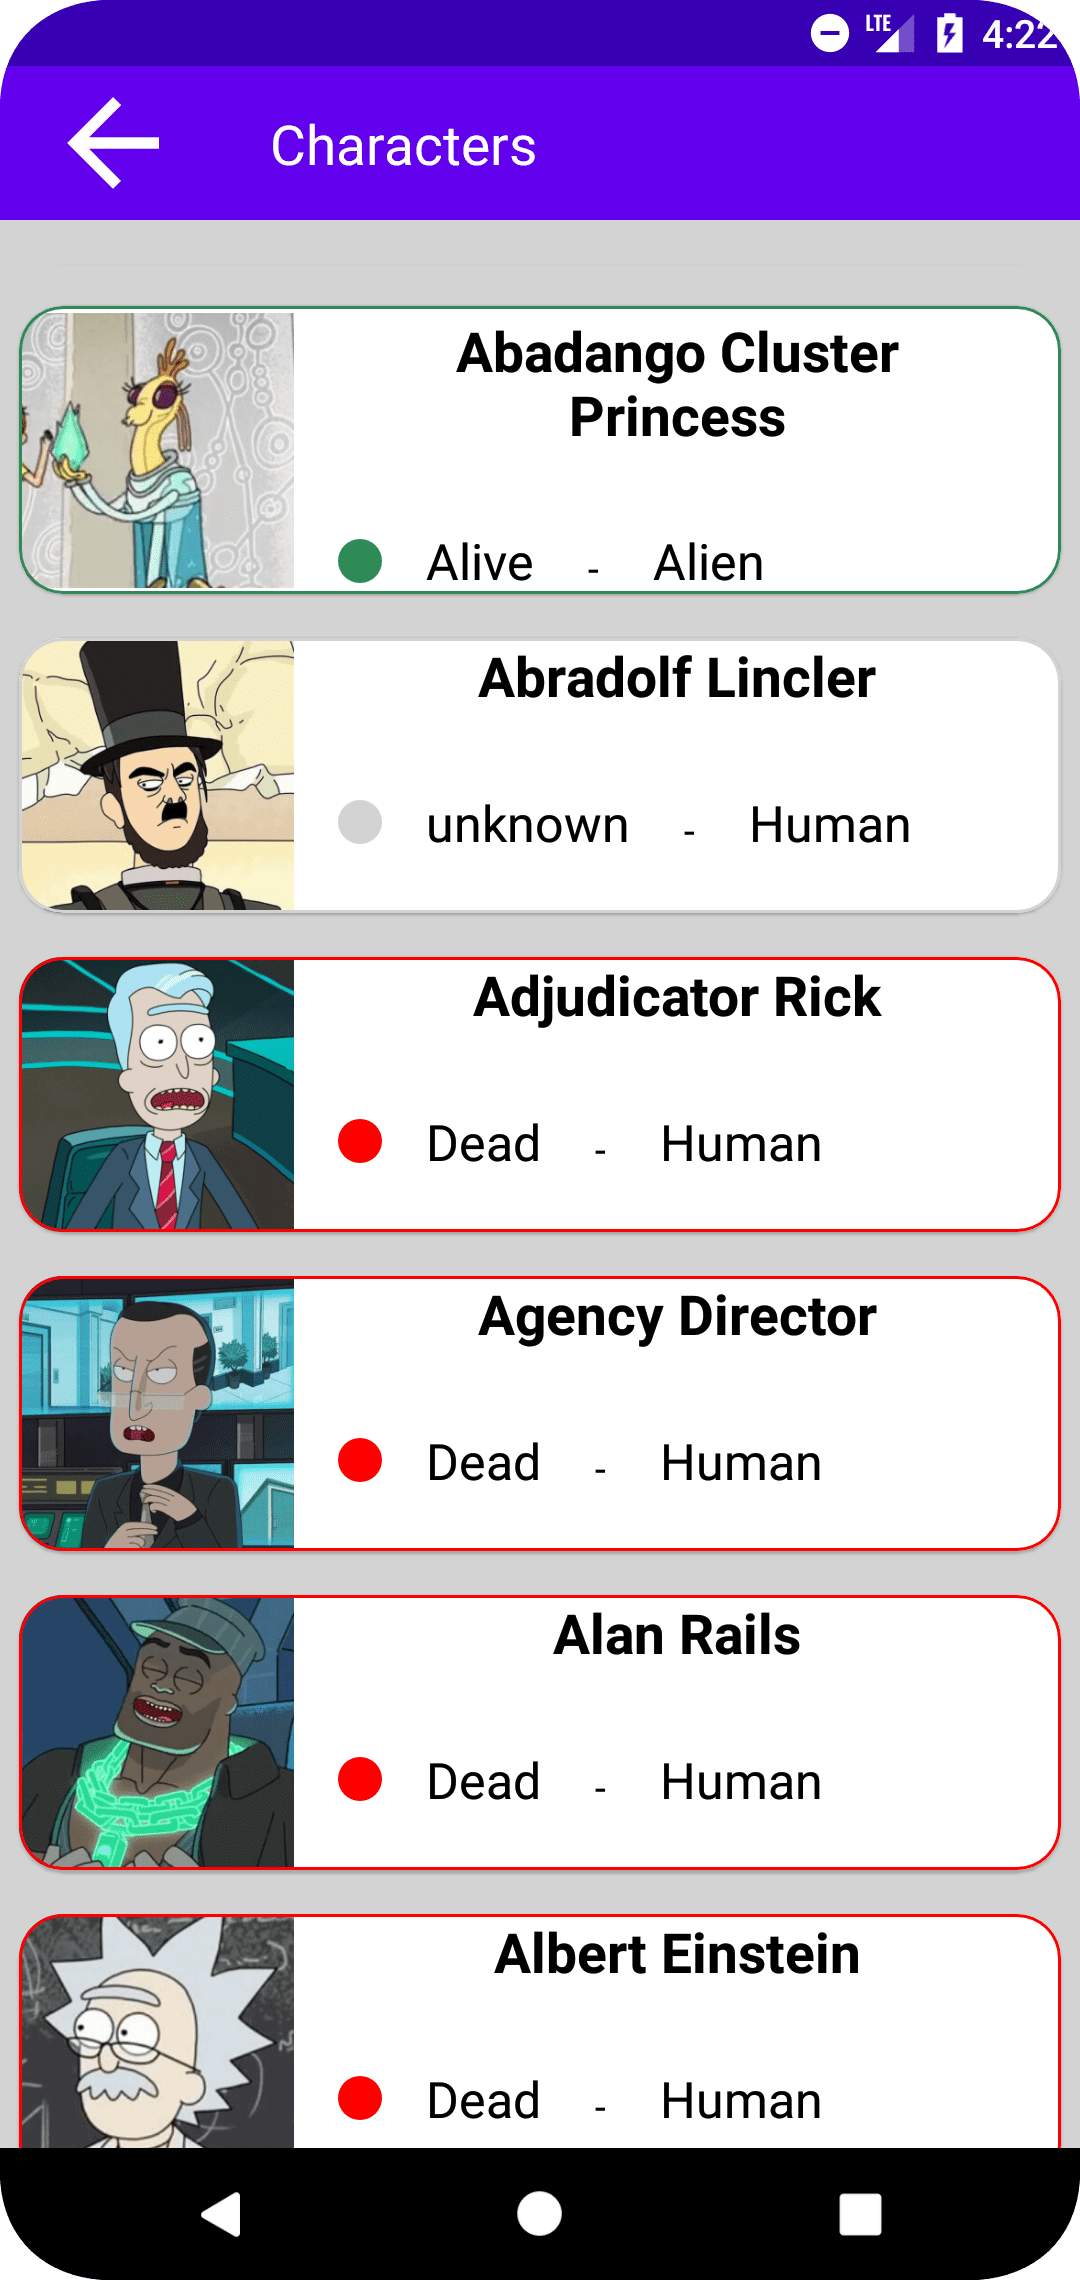 LTE 4:22
Characters
Abadango Cluster
Princess
Alive - Alien
Abradolf Lincler
unknown - Human
Adjudicator Rick
Dead - Human
Agency Director
Dead - Human
Alan Rails
Dead - Human
Albert Einstein
Dead - Human